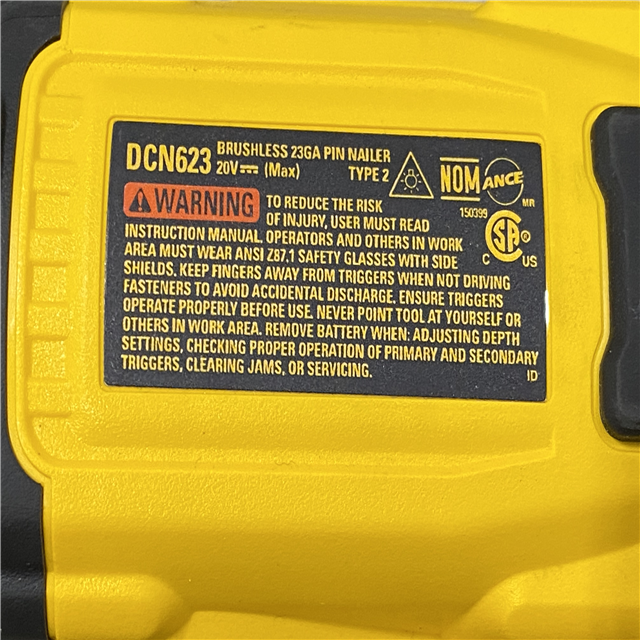 DCN623 BRUSHLESS 23GA PIN NAILER
20V⎓ (Max) TYPE 2
NOM ANCE
MR
⚠WARNING TO REDUCE THE RISK
OF INJURY, USER MUST READ
150399
SA®
C US
INSTRUCTION MANUAL. OPERATORS AND OTHERS IN WORK
AREA MUST WEAR ANSI Z87.1 SAFETY GLASSES WITH SIDE
SHIELDS. KEEP FINGERS AWAY FROM TRIGGERS WHEN NOT DRIVING
FASTENERS TO AVOID ACCIDENTAL DISCHARGE. ENSURE TRIGGERS
OPERATE PROPERLY BEFORE USE. NEVER POINT TOOL AT YOURSELF OR
OTHERS IN WORK AREA. REMOVE BATTERY WHEN: ADJUSTING DEPTH
SETTINGS, CHECKING PROPER OPERATION OF PRIMARY AND SECONDARY
TRIGGERS, CLEARING JAMS, OR SERVICING.
ID